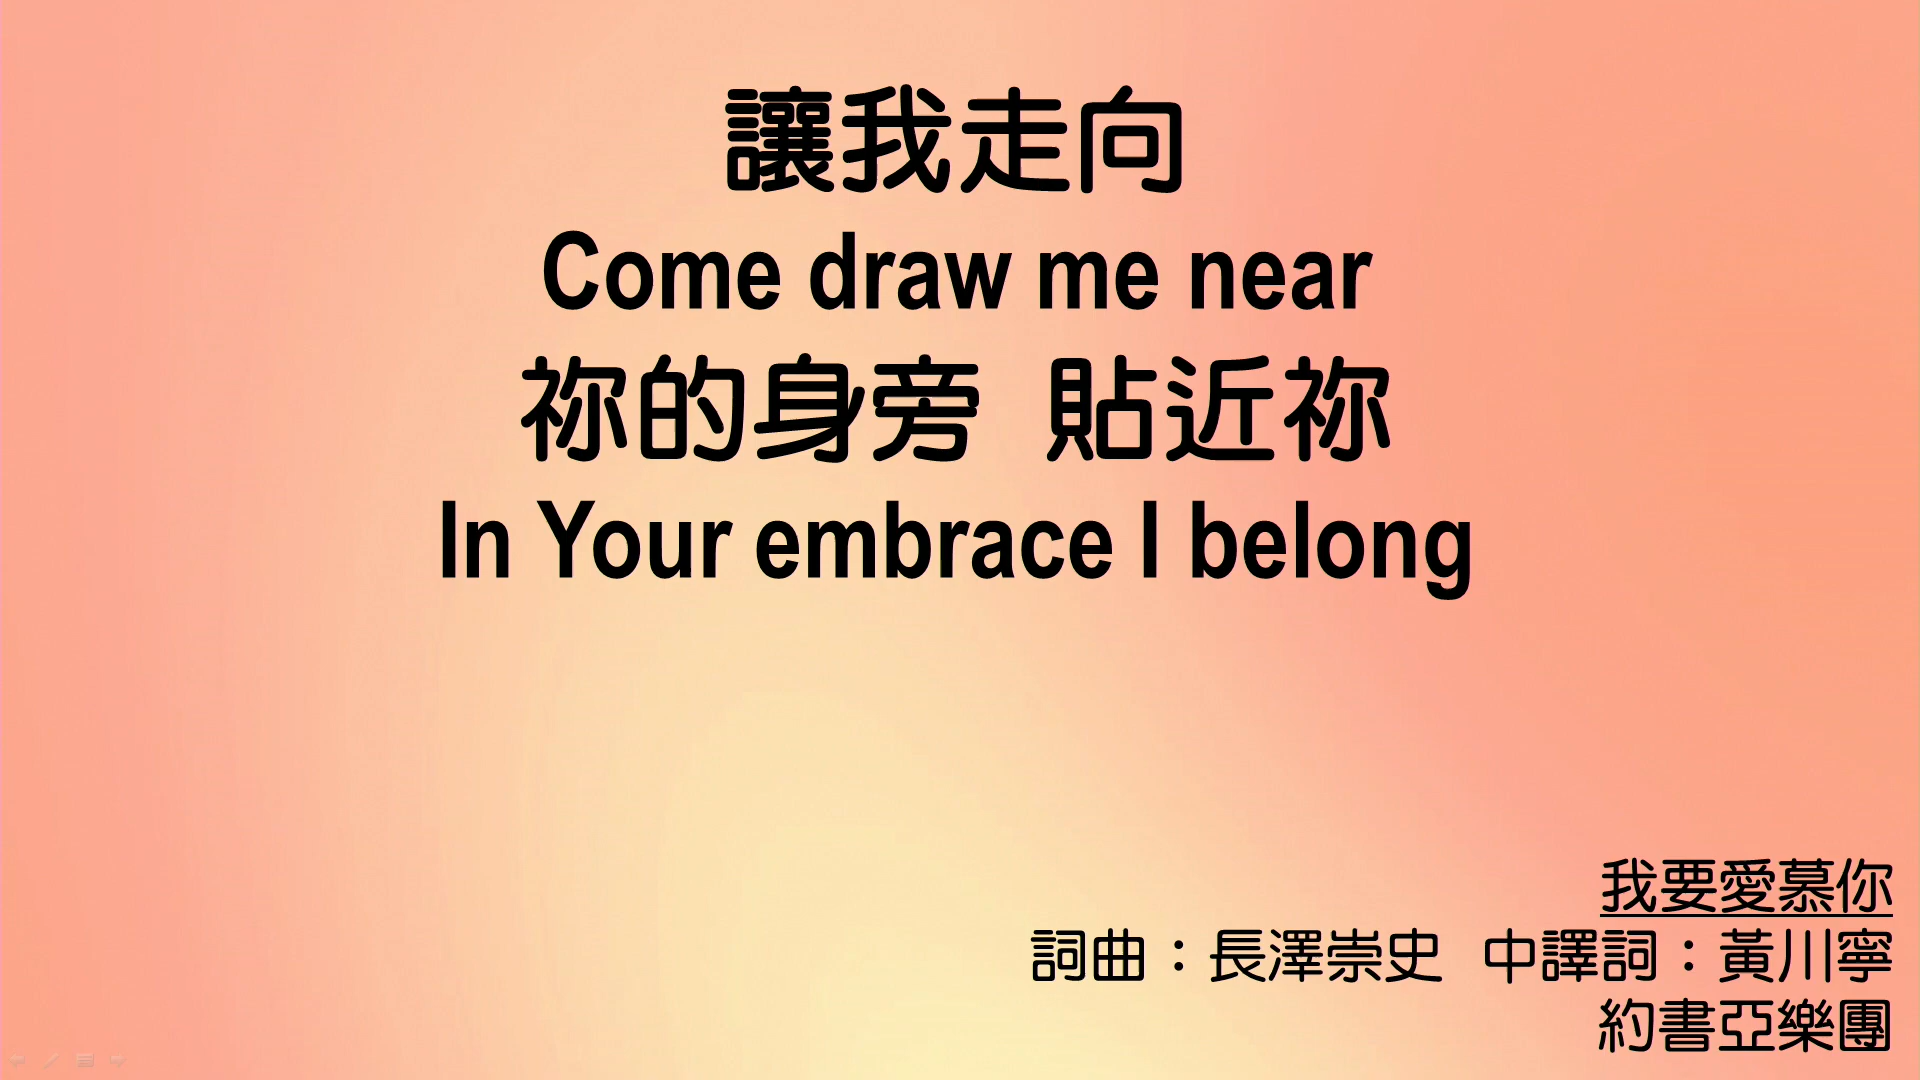 讓我走向
Come draw me near
祢的身旁 貼近祢
In Your embrace I belong
我要愛慕你
詞曲：長澤崇史 中譯詞：黃川寧
約書亞樂團